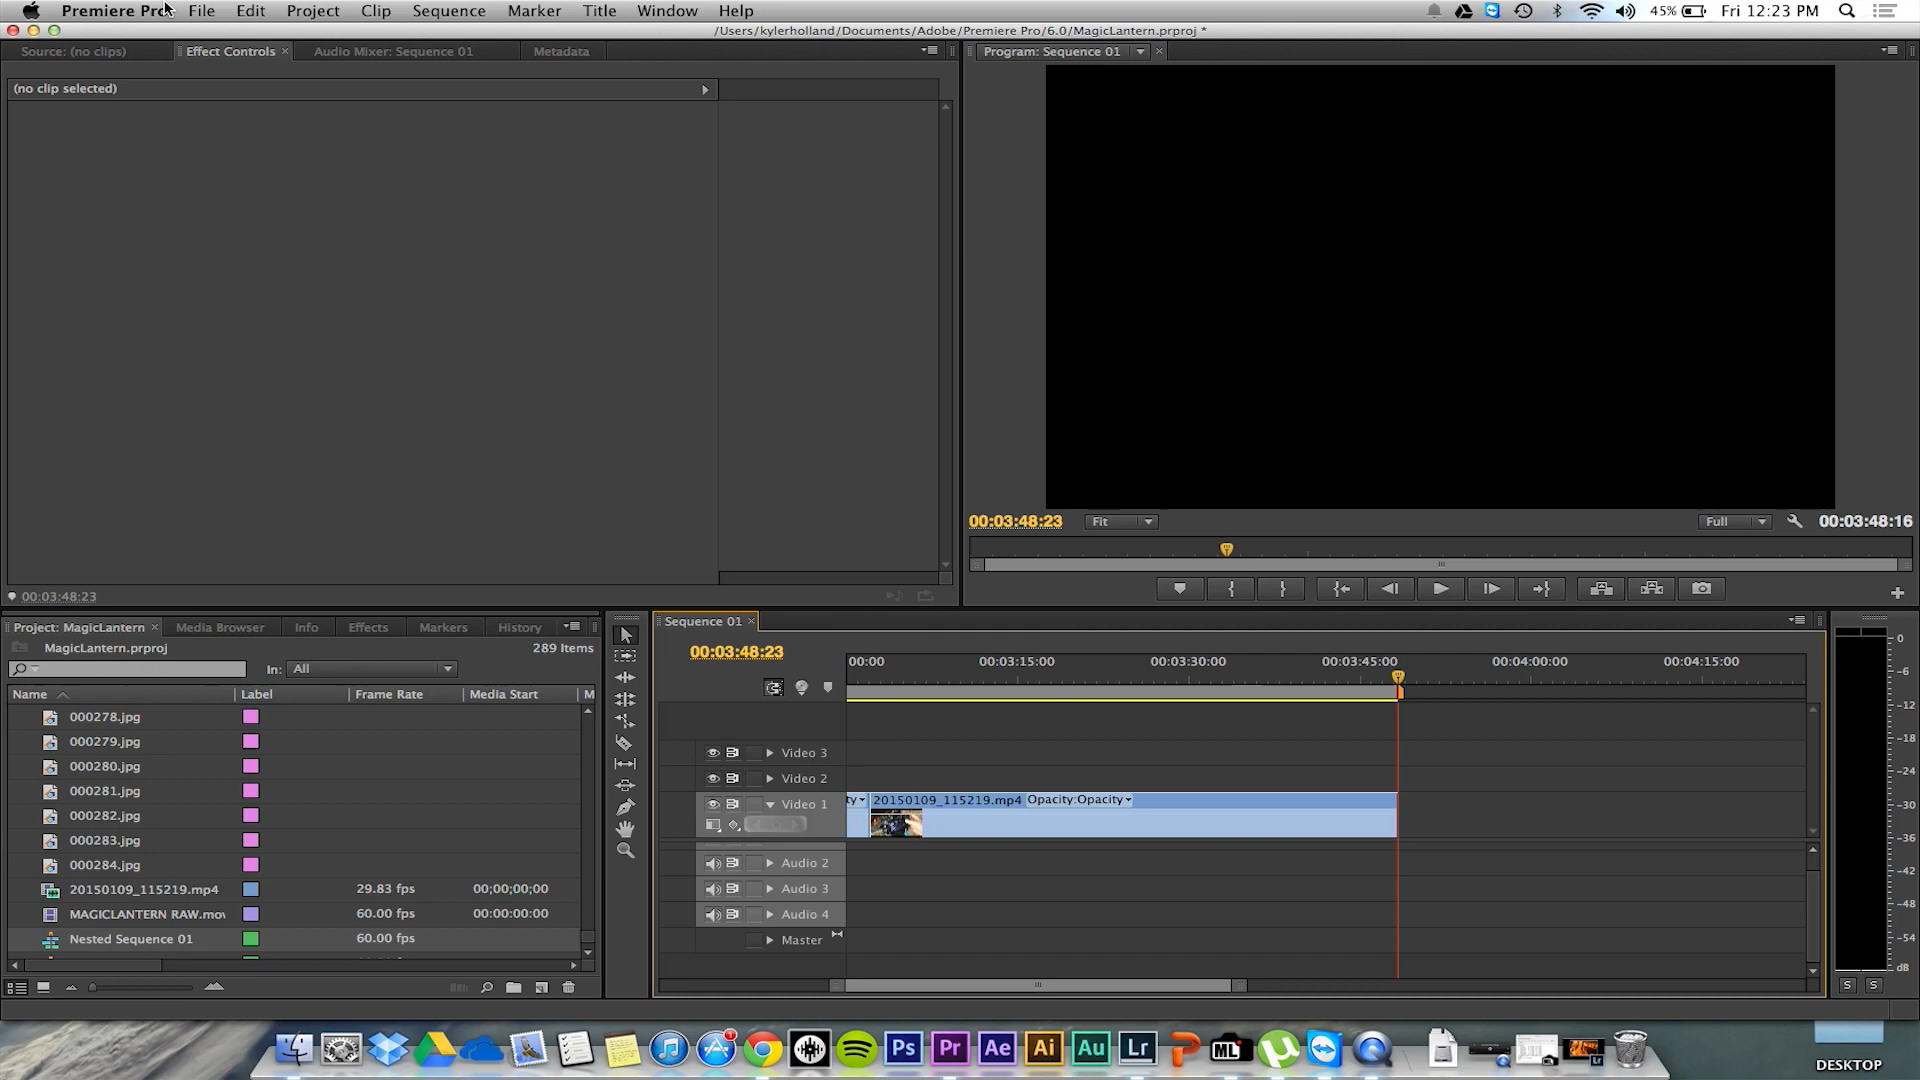 Premiere Pro File Edit Project Clip Sequence Marker Title Window Help 45% Fri 12:23 PM
/Users/kylerholland/Documents/Adobe/Premiere Pro/6.0/MagicLantern.prproj *
Source: (no clips) Effect Controls Audio Mixer: Sequence 01 Metadata Program: Sequence 01
(no clip selected)
00:03:48:23 Fit Full 00:03:48:16
00:03:48:23
Project: MagicLantern Media Browser Info Effects Markers History
Sequence 01
MagicLantern.prproj 289 Items
In: All
Name Label Frame Rate Media Start M
000278.jpg
000279.jpg
000280.jpg
000281.jpg
000282.jpg
000283.jpg
000284.jpg
20150109_115219.mp4 29.83 fps 00;00;00;00
MAGICLANTERN RAW.mov 60.00 fps 00:00:00:00
Nested Sequence 01 60.00 fps
00:03:48:23
00:00 00:03:15:00 00:03:30:00 00:03:45:00 00:04:00:00 00:04:15:00
Video 3
Video 2
Video 1
ty 20150109_115219.mp4 Opacity:Opacity
Audio 2
Audio 3
Audio 4
Master
0
-6
-12
-18
-24
-30
-36
-42
-48
-54
dB
S S
Ps Pr Ae Ai Au Lr ML
1
Lr
DESKTOP